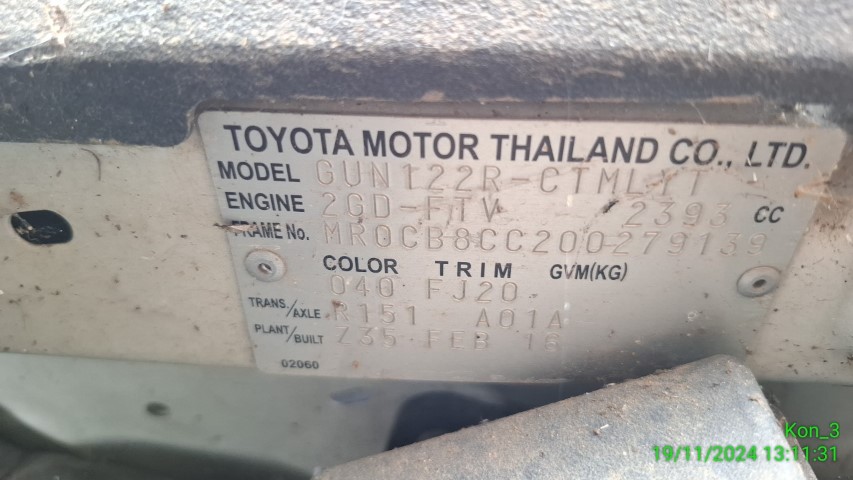 TOYOTA MOTOR THAILAND CO., LTD.
MODEL GUN122R-CTMLYT
ENGINE 2GD-FTV 2393 CC
FRAME No. MR0CB8CC200279139
COLOR TRIM GVM(KG)
040 FJ20
TRANS./AXLE R151 A01A
PLANT/BUILT Z35 FEB 16
02060
Kon_3
19/11/2024 13:11:31